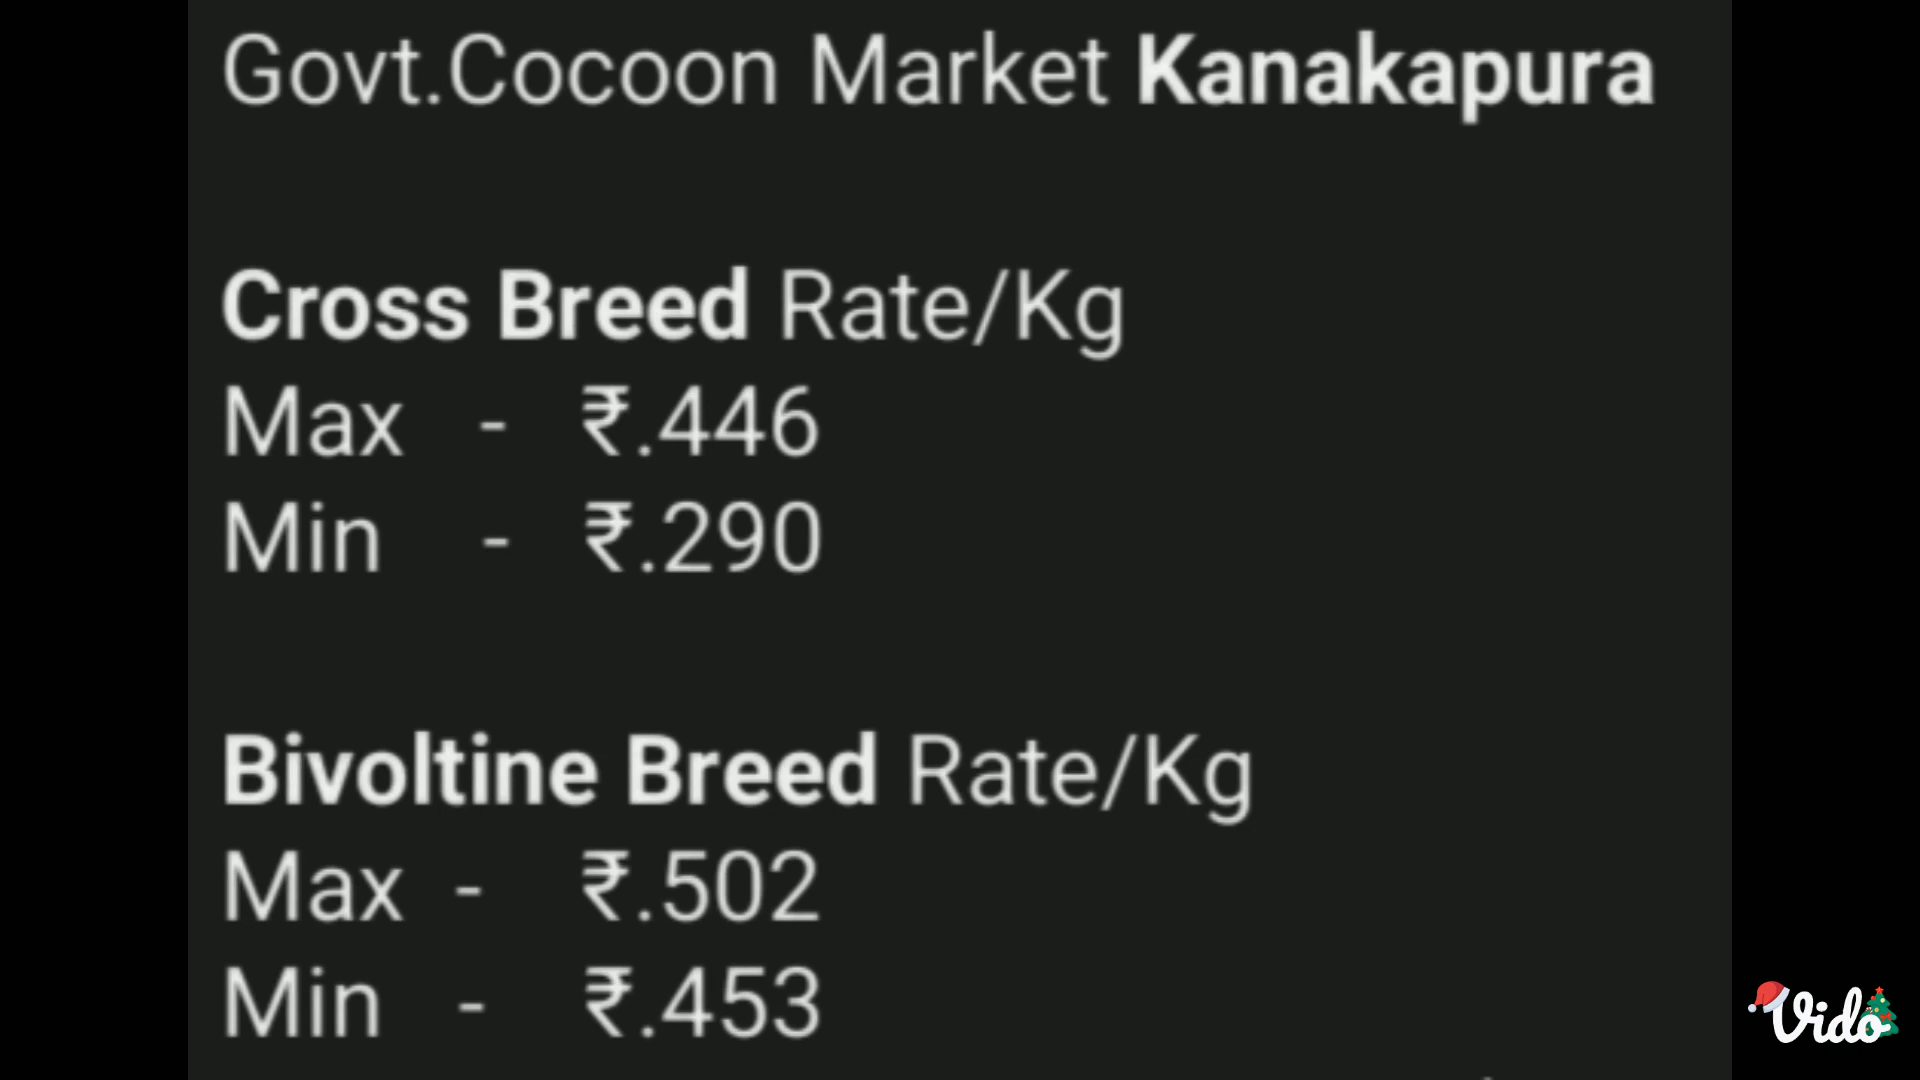 Govt.Cocoon Market Kanakapura
Cross Breed Rate/Kg
Max - ₹.446
Min - ₹.290
Bivoltine Breed Rate/Kg
Max - ₹.502
Min - ₹.453
Vido